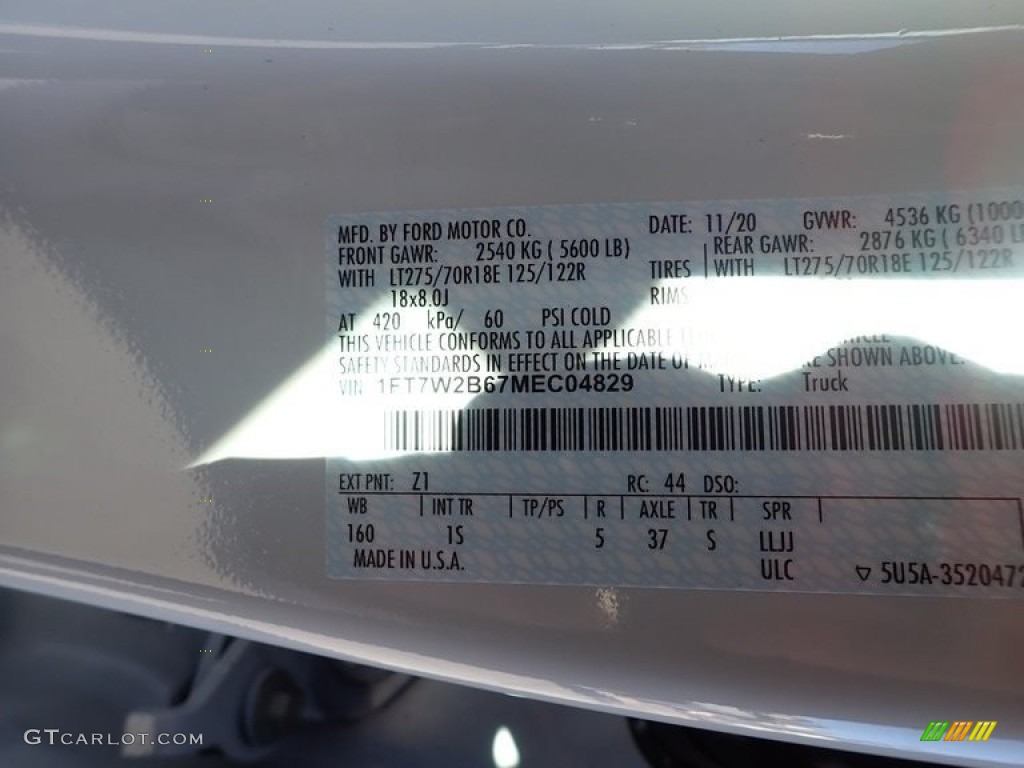 MFD. BY FORD MOTOR CO. DATE: 11/20 GVWR: 4536 KG (1000
FRONT GAWR: 2540 KG ( 5600 LB) REAR GAWR: 2876 KG ( 6340 LB
WITH LT275/70R18E 125/122R TIRES WITH LT275/70R18E 125/122R
18x8.0J RIMS
AT 420 kPa/ 60 PSI COLD
THIS VEHICLE CONFORMS TO ALL APPLICABLE
SAFETY STANDARDS IN EFFECT ON THE DATE OF SHOWN ABOVE.
VIN: 1FT7W2B67MEC04829 TYPE: Truck
EXT PNT: Z1 RC: 44 DSO:
WB INT TR TP/PS R AXLE TR SPR
160 1S 5 37 S LLJJ
MADE IN U.S.A. ULC ▽ 5U5A-3520472
GTCARLOT.COM